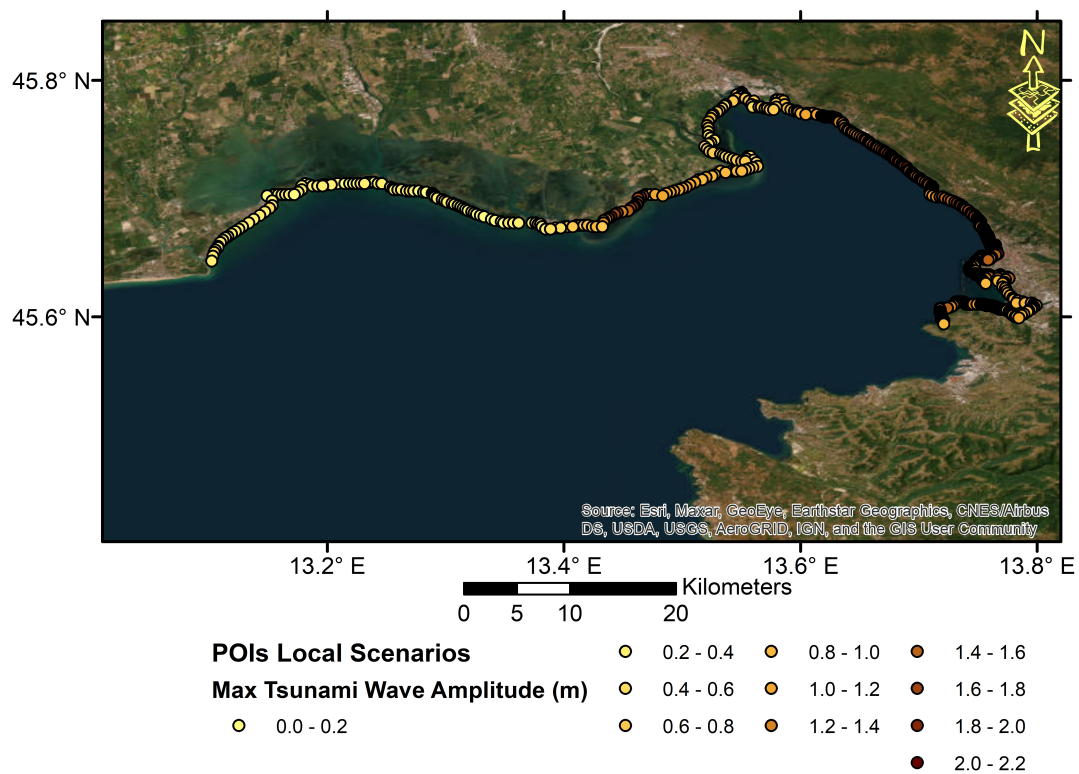 N
45.8° N
45.6° N
Source: Esri, Maxar, GeoEye, Earthstar Geographics, CNES/Airbus
DS, USDA, USGS, AeroGRID, IGN, and the GIS User Community
13.2° E 13.4° E 13.6° E 13.8° E
Kilometers
0 5 10 20
POIs Local Scenarios
Max Tsunami Wave Amplitude (m)
0.0 - 0.2
0.2 - 0.4
0.4 - 0.6
0.6 - 0.8
0.8 - 1.0
1.0 - 1.2
1.2 - 1.4
1.4 - 1.6
1.6 - 1.8
1.8 - 2.0
2.0 - 2.2